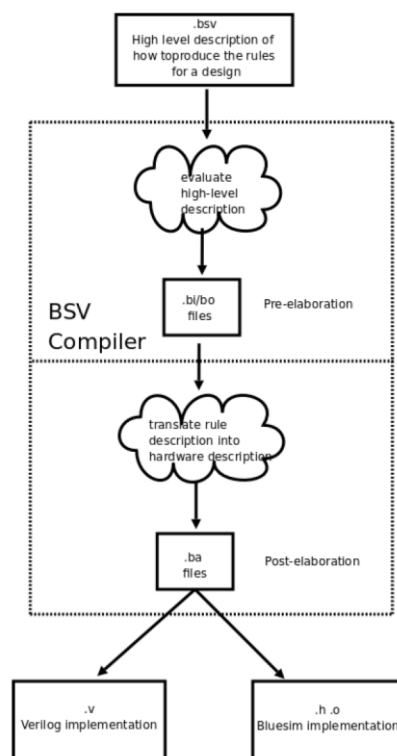 .bsv
High level description of
how toproduce the rules
for a design
evaluate
high-level
description
.bi/bo
files
Pre-elaboration
BSV
Compiler
translate rule
description into
hardware description
.ba
files
Post-elaboration
.v
Verilog implementation
.h .o
Bluesim implementation